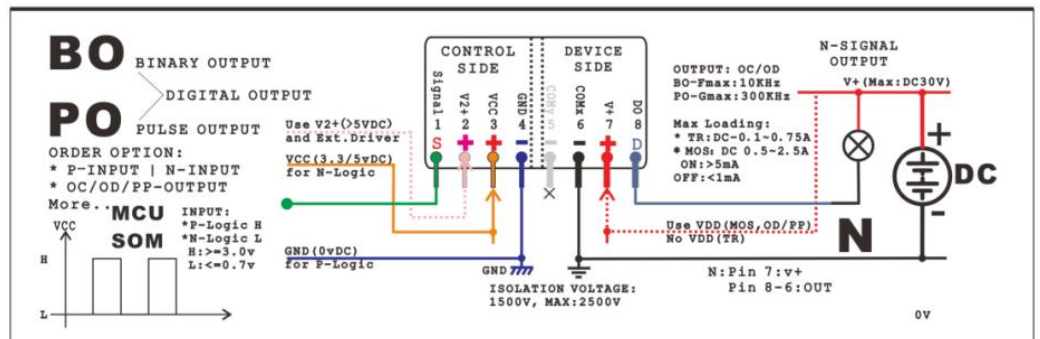 BO BINARY OUTPUT
DIGITAL OUTPUT
PO PULSE OUTPUT
ORDER OPTION:
* P-INPUT | N-INPUT
* OC/OD/PP-OUTPUT
More..
MCU
SOM
VCC
H
L
INPUT:
*P-Logic H
*N-Logic L
H:>=3.0v
L:<=0.7v
Use V2+(>5VDC)
and Ext.Driver
VCC(3.3/5vDC)
for N-Logic
GND(0vDC)
for P-Logic
CONTROL
SIDE
DEVICE
SIDE
Signal
V2+
VCC
GND
COMx
COMx
V+
DO
1 2 3 4 5 6 7 8
S + + - - - + D
GND
ISOLATION VOLTAGE:
1500V, MAX:2500V
OUTPUT: OC/OD
BO-Fmax:10KHz
PO-Gmax:300KHz
Max Loading:
* TR:DC-0.1~0.75A
* MOS: DC 0.5~2.5A
ON:>5mA
OFF:<1mA
N-SIGNAL
OUTPUT
V+(Max:DC30V)
+
DC
-
Use VDD(MOS,OD/PP)
No VDD(TR)
N
N:Pin 7:v+
Pin 8-6:OUT
0V